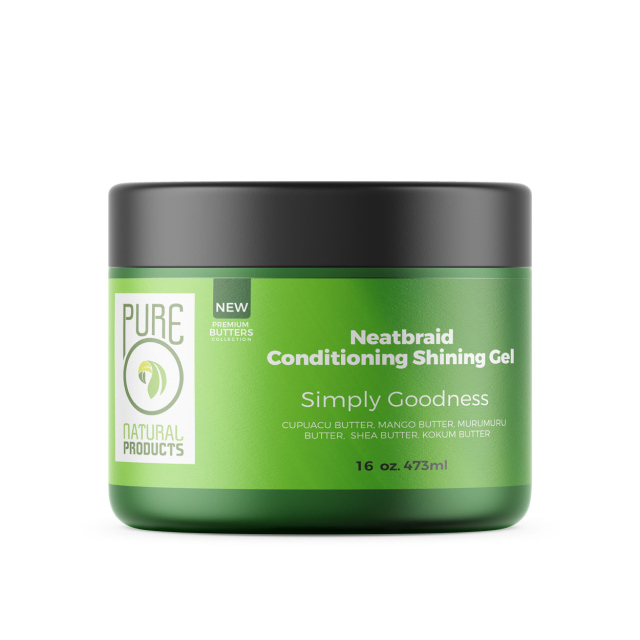 PURE
NATURAL
PRODUCTS
NEW
PREMIUM
BUTTERS
COLLECTION
Neatbraid
Conditioning Shining Gel
Simply Goodness
CUPUACU BUTTER, MANGO BUTTER, MURUMURU
BUTTER, SHEA BUTTER, KOKUM BUTTER
16 oz. 473ml